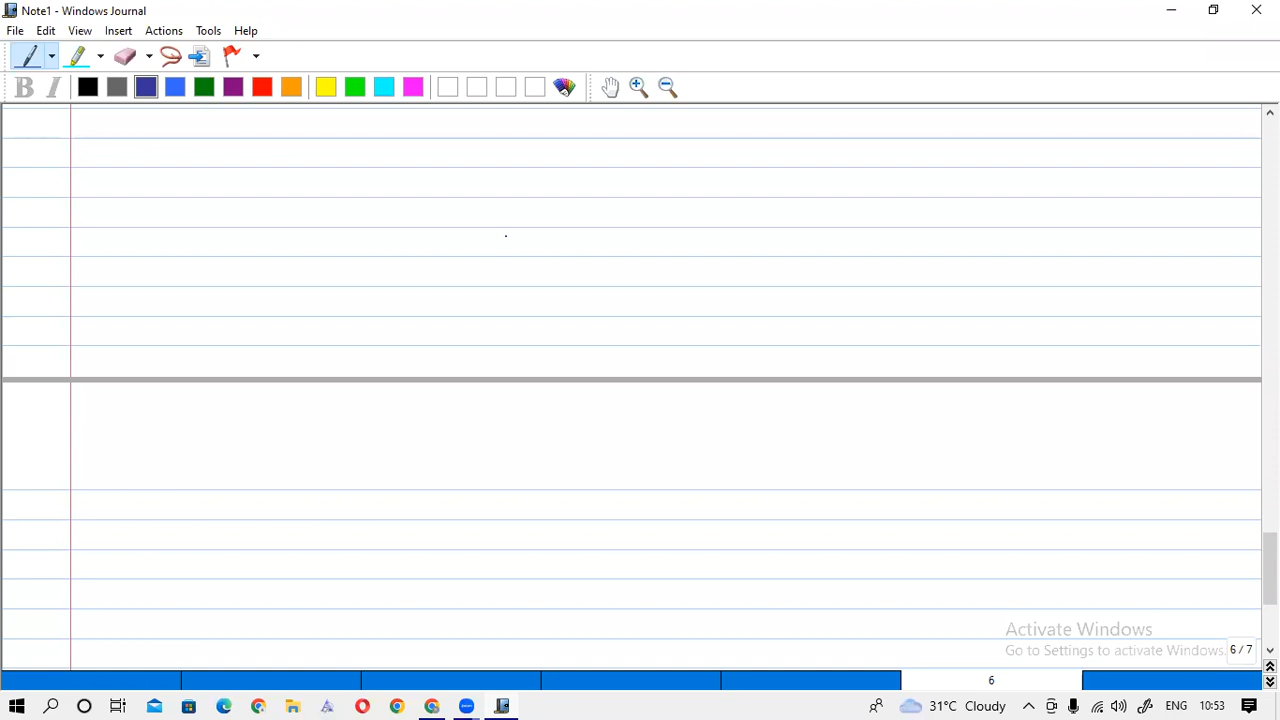 Note1 - Windows Journal
File Edit View Insert Actions Tools Help
B I
Activate Windows
Go to Settings to activate Windows.
6 / 7
6
31°C Cloudy ENG 10:53